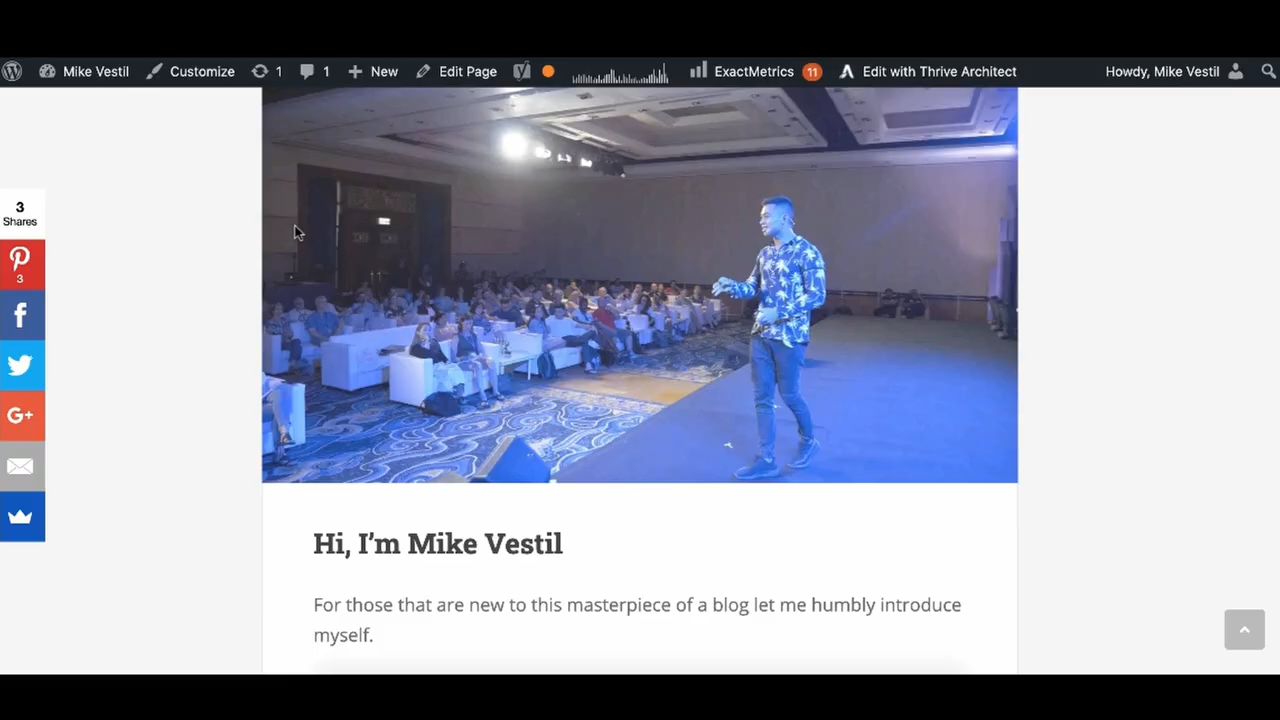 Mike Vestil Customize 1 1 New Edit Page ExactMetrics 11 Edit with Thrive Architect Howdy, Mike Vestil
3
Shares
3
G+
Hi, I'm Mike Vestil
For those that are new to this masterpiece of a blog let me humbly introduce
myself.